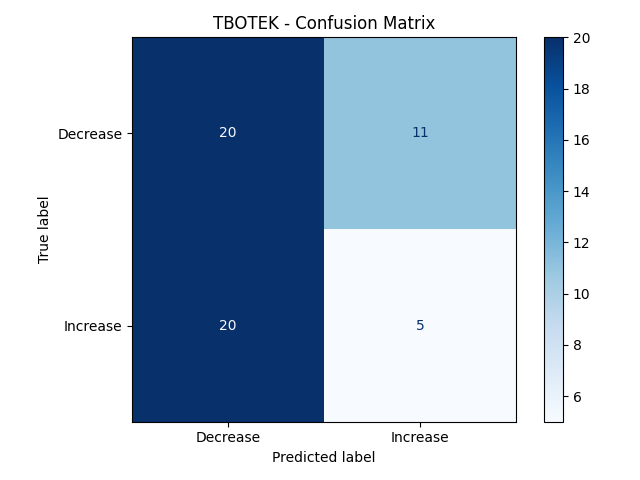 TBOTEK - Confusion Matrix
True label
Decrease
20
11
Increase
20
5
Decrease
Increase
Predicted label
20
18
16
14
12
10
8
6